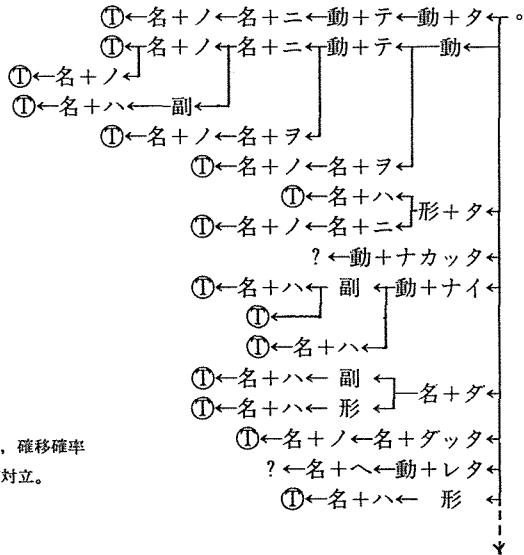 Ⓣ←名+ノ←名+ニ←動+テ←動+タ←。
Ⓣ←名+ノ←名+ニ←動+テ←動←
Ⓣ←名+ノ←
Ⓣ←名+ハ←副←
Ⓣ←名+ノ←名+ヲ←
Ⓣ←名+ノ←名+ヲ←
Ⓣ←名+ハ←
形+タ←
Ⓣ←名+ノ←名+ニ←
?←動+ナカッタ←
Ⓣ←名+ハ← 副 ←動+ナイ←
Ⓣ←
Ⓣ←名+ハ←
Ⓣ←名+ハ← 副 ←
名+ダ←
Ⓣ←名+ハ← 形 ←
Ⓣ←名+ノ←名+ダッタ←
,確移確率
?←名+ヘ←動+レタ←
対立。
Ⓣ←名+ハ← 形 ←